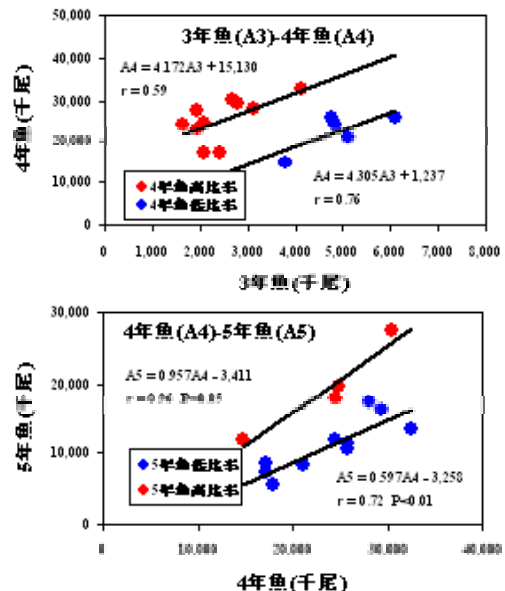 3年魚(A3)-4年魚(A4)
50,000
40,000
30,000
20,000
10,000
0
4年魚(千尾)
A4 = 4.172A3 + 15,130
r = 0.59
A4 = 4.305A3 + 1,237
r = 0.76
4年魚高比率
4年魚低比率
0 1,000 2,000 3,000 4,000 5,000 6,000 7,000 8,000
3年魚(千尾)
30,000
20,000
10,000
0
5年魚(千尾)
4年魚(A4)-5年魚(A5)
A5 = 0.957A4 - 3,411
r = 0.96 P=0.05
A5 = 0.597A4 - 3,258
r = 0.72 P<0.01
5年魚低比率
5年魚高比率
0 10,000 20,000 30,000 40,000
4年魚(千尾)